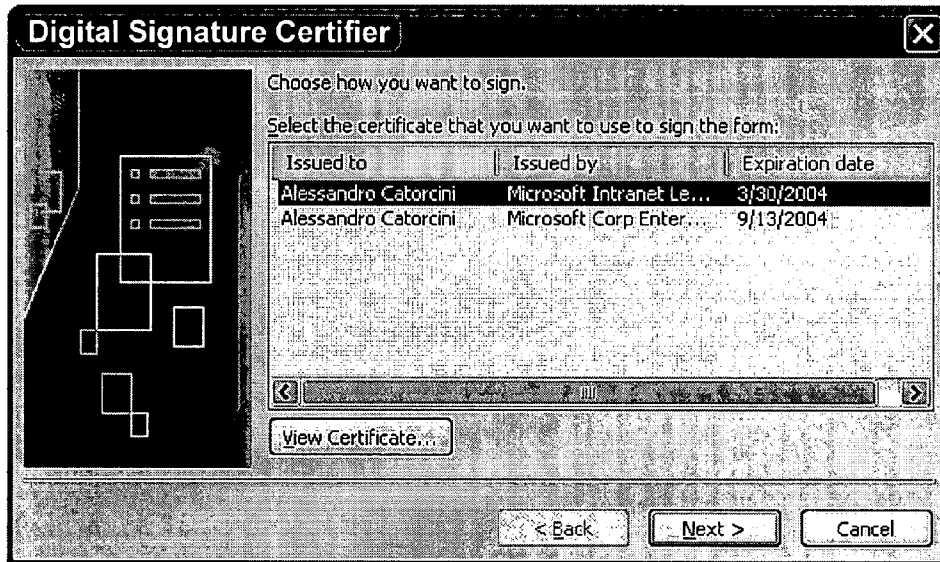 Digital Signature Certifier
Choose how you want to sign.
Select the certificate that you want to use to sign the form:
Issued to Issued by Expiration date
Alessandro Catorcini Microsoft Intranet Le... 3/30/2004
Alessandro Catorcini Microsoft Corp Enter... 9/13/2004
View Certificate...
< Back Next > Cancel